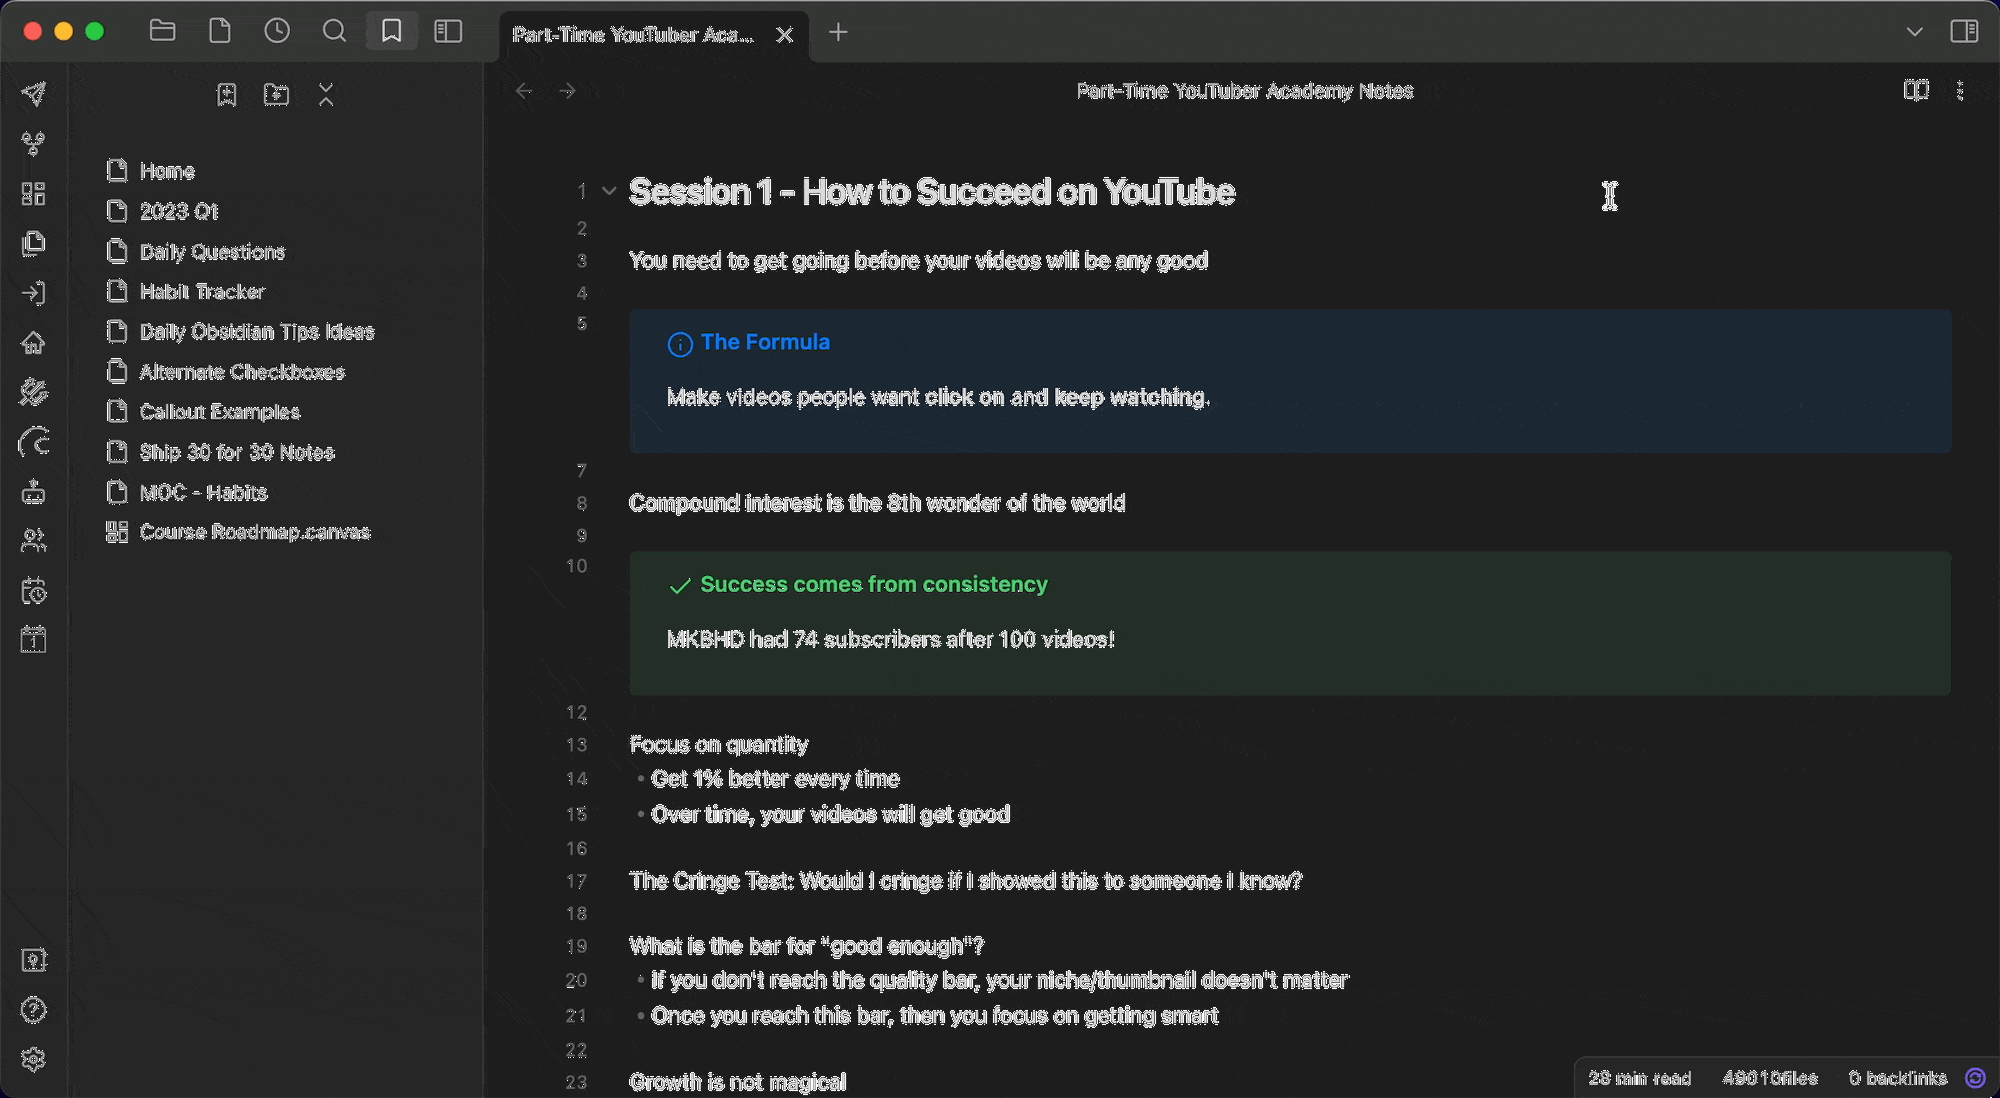 Part-Time YouTuber Aca...
Part-Time YouTuber Academy Notes
Home
2023 Q1
Daily Questions
Habit Tracker
Daily Obsidian Tips Ideas
Alternate Checkboxes
Callout Examples
Ship 30 for 30 Notes
MOC - Habits
Course Roadmap.canvas
1 Session 1 - How to Succeed on YouTube
2
3 You need to get going before your videos will be any good
4
5 The Formula
Make videos people want click on and keep watching.
7
8 Compound interest is the 8th wonder of the world
9
10 Success comes from consistency
MKBHD had 74 subscribers after 100 videos!
12
13 Focus on quantity
14 • Get 1% better every time
15 • Over time, your videos will get good
16
17 The Cringe Test: Would I cringe if I showed this to someone I know?
18
19 What is the bar for "good enough"?
20 • If you don't reach the quality bar, your niche/thumbnail doesn't matter
21 • Once you reach this bar, then you focus on getting smart
22
23 Growth is not magical
28 min read 0 backlinks